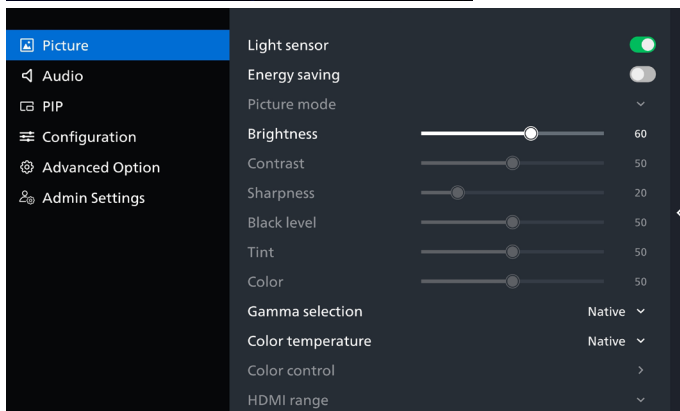 Picture
Audio
PIP
Configuration
Advanced Option
Admin Settings
Light sensor
Energy saving
Picture mode
Brightness 60
Contrast 50
Sharpness 20
Black level 50
Tint 50
Color 50
Gamma selection Native
Color temperature Native
Color control
HDMI range